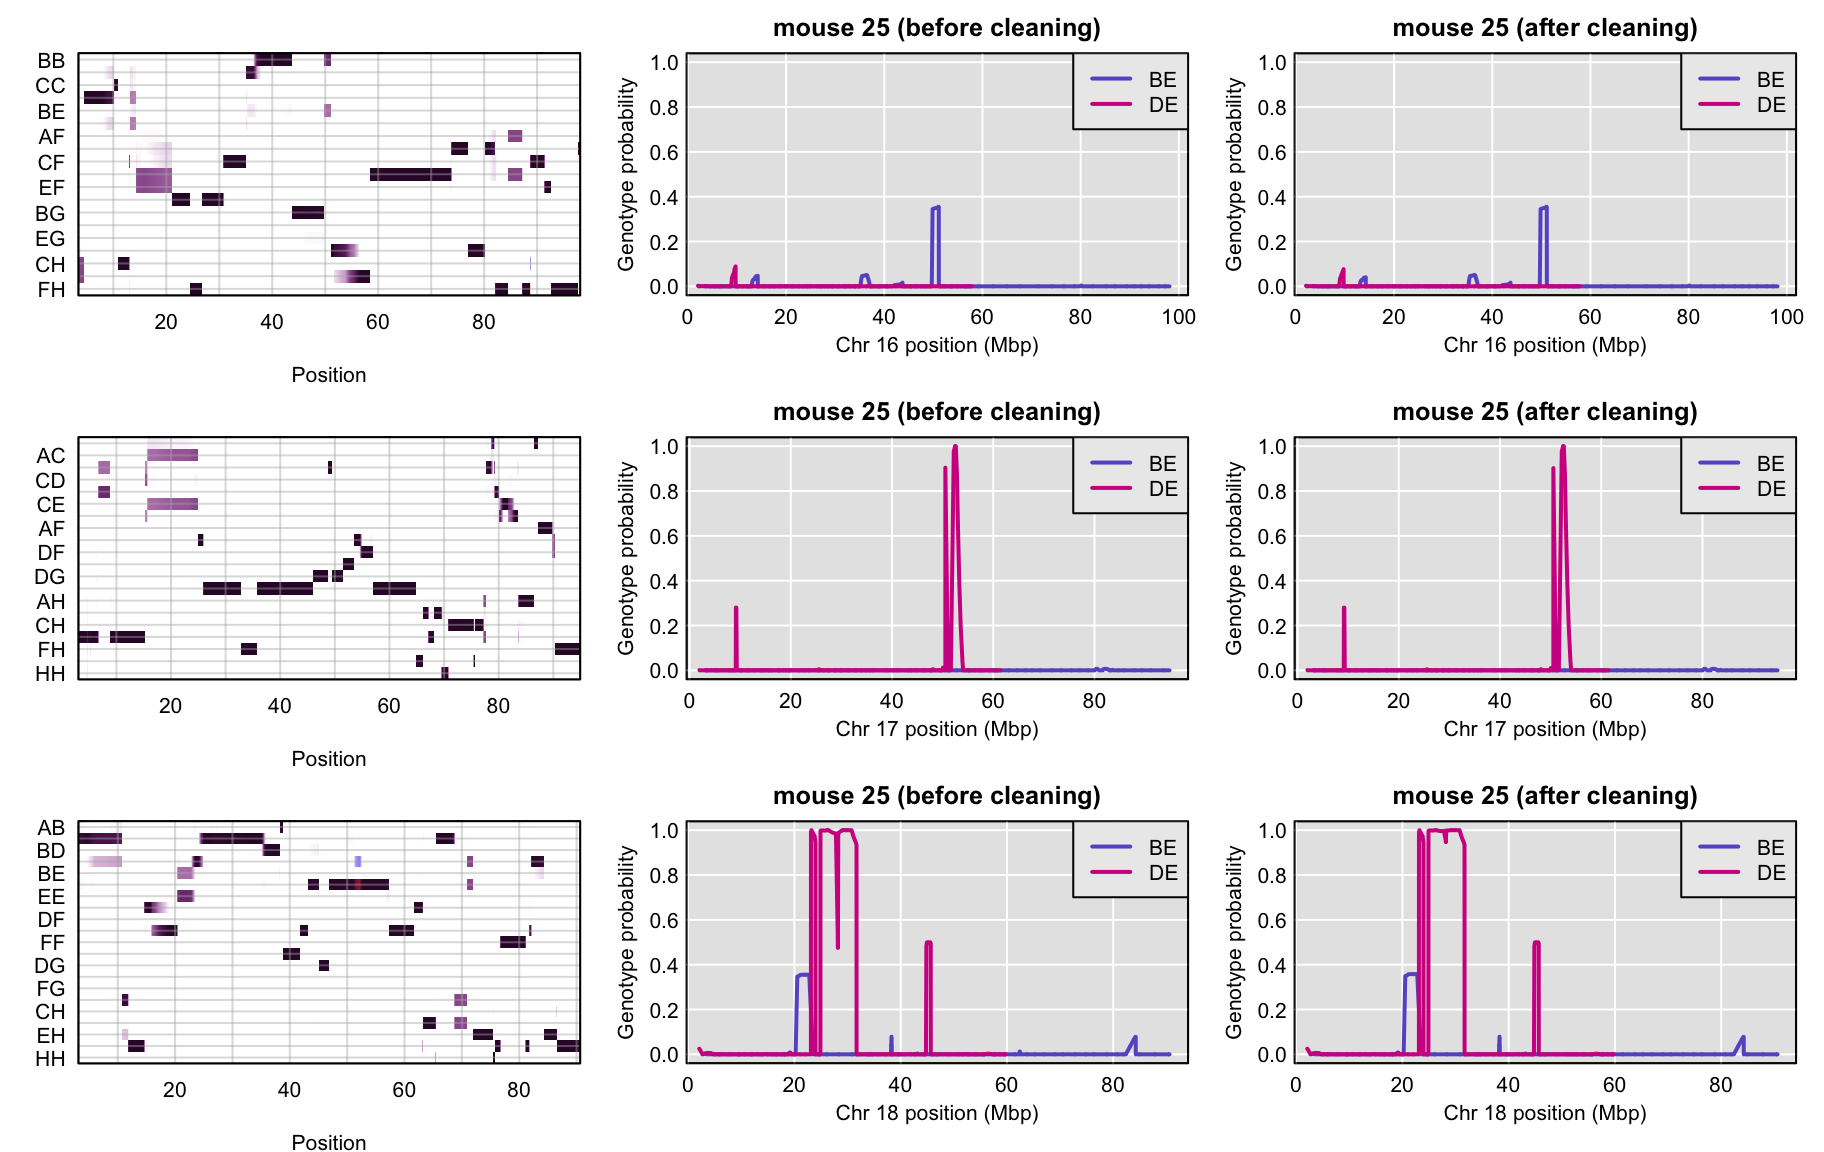 mouse 25 (before cleaning)
mouse 25 (after cleaning)
BB
CC
BE
AF
CF
EF
BG
EG
CH
FH
20 40 60 80
Position
Genotype probability
1.0
0.8
0.6
0.4
0.2
0.0
BE
DE
0 20 40 60 80 100
Chr 16 position (Mbp)
Genotype probability
1.0
0.8
0.6
0.4
0.2
0.0
BE
DE
0 20 40 60 80 100
Chr 16 position (Mbp)
mouse 25 (before cleaning)
mouse 25 (after cleaning)
AC
CD
CE
AF
DF
DG
AH
CH
FH
HH
20 40 60 80
Position
Genotype probability
1.0
0.8
0.6
0.4
0.2
0.0
BE
DE
0 20 40 60 80
Chr 17 position (Mbp)
Genotype probability
1.0
0.8
0.6
0.4
0.2
0.0
BE
DE
0 20 40 60 80
Chr 17 position (Mbp)
mouse 25 (before cleaning)
mouse 25 (after cleaning)
AB
BD
BE
EE
DF
FF
DG
FG
CH
EH
HH
20 40 60 80
Position
Genotype probability
1.0
0.8
0.6
0.4
0.2
0.0
BE
DE
0 20 40 60 80
Chr 18 position (Mbp)
Genotype probability
1.0
0.8
0.6
0.4
0.2
0.0
BE
DE
0 20 40 60 80
Chr 18 position (Mbp)